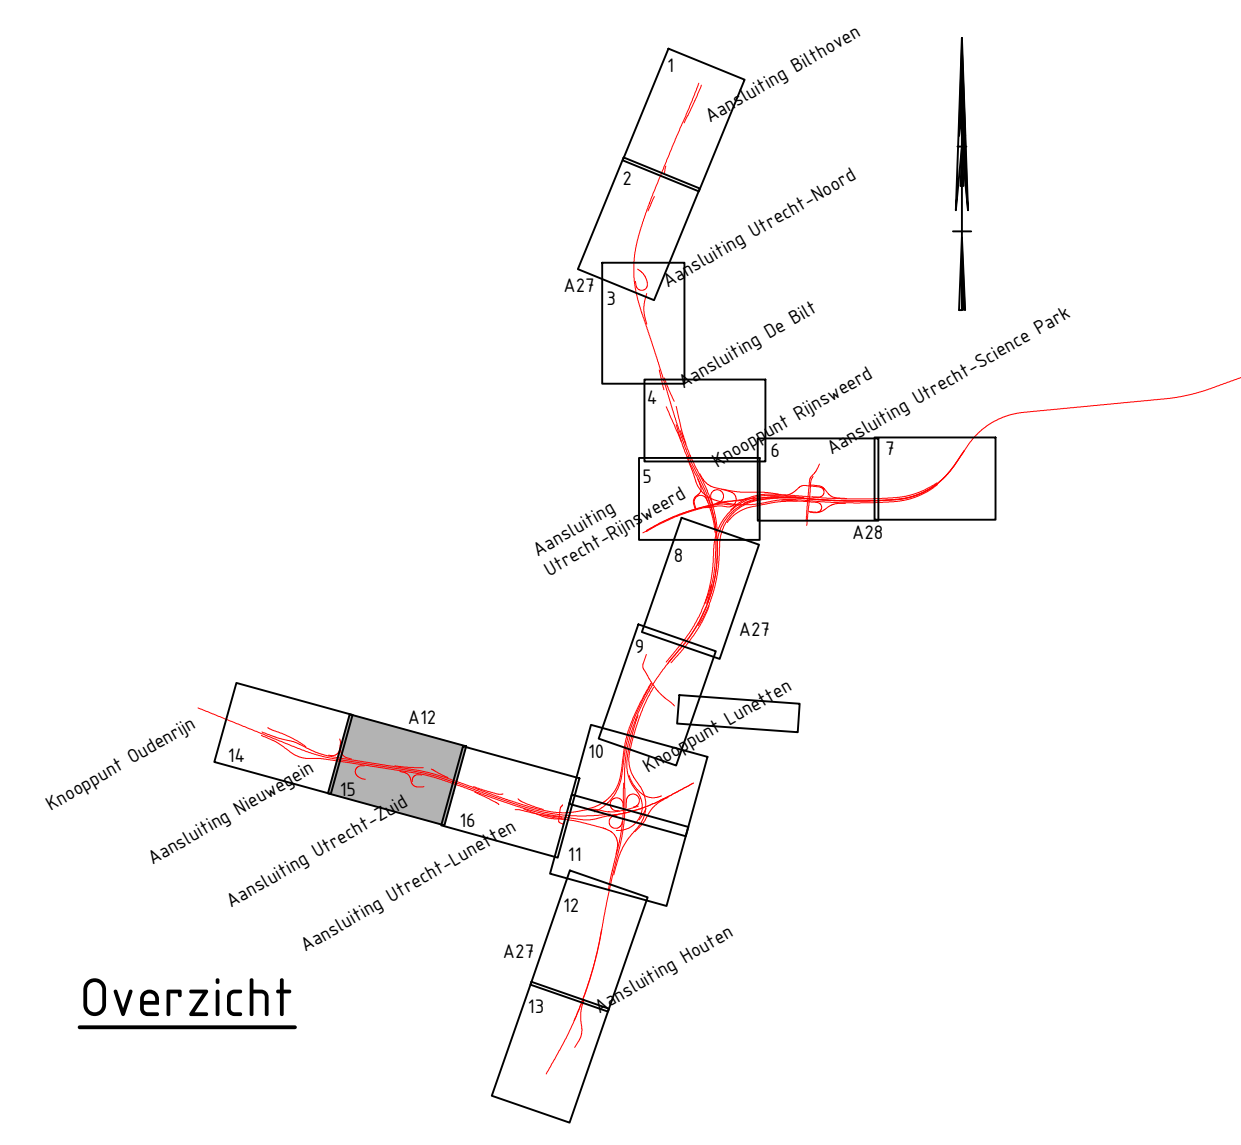 1
Aansluiting Bilthoven
2
Aansluiting Utrecht-Noord
A27
3
Aansluiting De Bilt
4
Knooppunt Rijnsweerd
Aansluiting Utrecht-Science Park
5
6
7
Aansluiting
Utrecht-Rijnsweerd
A28
8
A27
9
Knooppunt Lunetten
10
A12
Knooppunt Oudenrijn
14
Aansluiting Nieuwegein
15
Aansluiting Utrecht-Zuid
16
Aansluiting Utrecht-Lunetten
11
12
A27
Aansluiting Houten
13
Overzicht